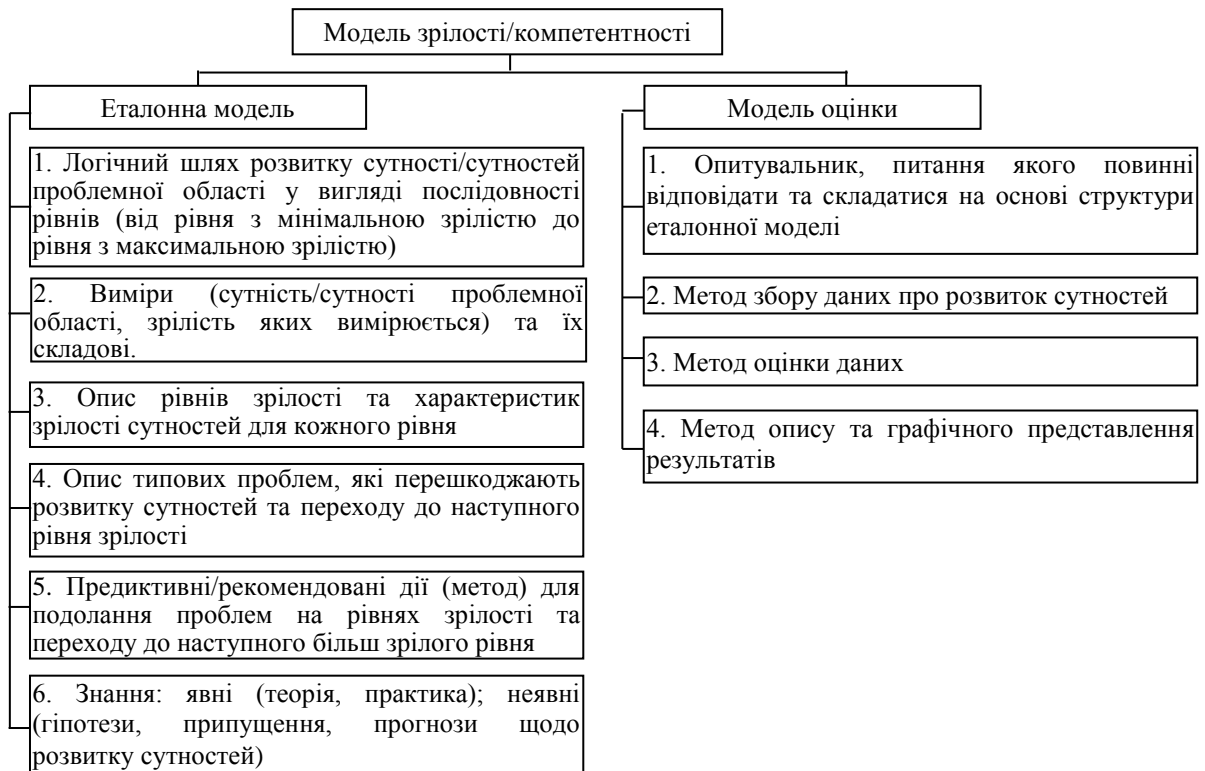 Модель зрілості/компетентності
Еталонна модель
1. Логічний шлях розвитку сутності/сутностей
проблемної області у вигляді послідовності
рівнів (від рівня з мінімальною зрілістю до
рівня з максимальною зрілістю)
2. Виміри (сутність/сутності проблемної
області, зрілість яких вимірюється) та їх
складові.
3. Опис рівнів зрілості та характеристик
зрілості сутностей для кожного рівня
4. Опис типових проблем, які перешкоджають
розвитку сутностей та переходу до наступного
рівня зрілості
5. Предиктивні/рекомендовані дії (метод) для
подолання проблем на рівнях зрілості та
переходу до наступного більш зрілого рівня
6. Знання: явні (теорія, практика); неявні
(гіпотези, припущення, прогнози щодо
розвитку сутностей)
Модель оцінки
1. Опитувальник, питання якого повинні
відповідати та складатися на основі структури
еталонної моделі
2. Метод збору даних про розвиток сутностей
3. Метод оцінки даних
4. Метод опису та графічного представлення
результатів